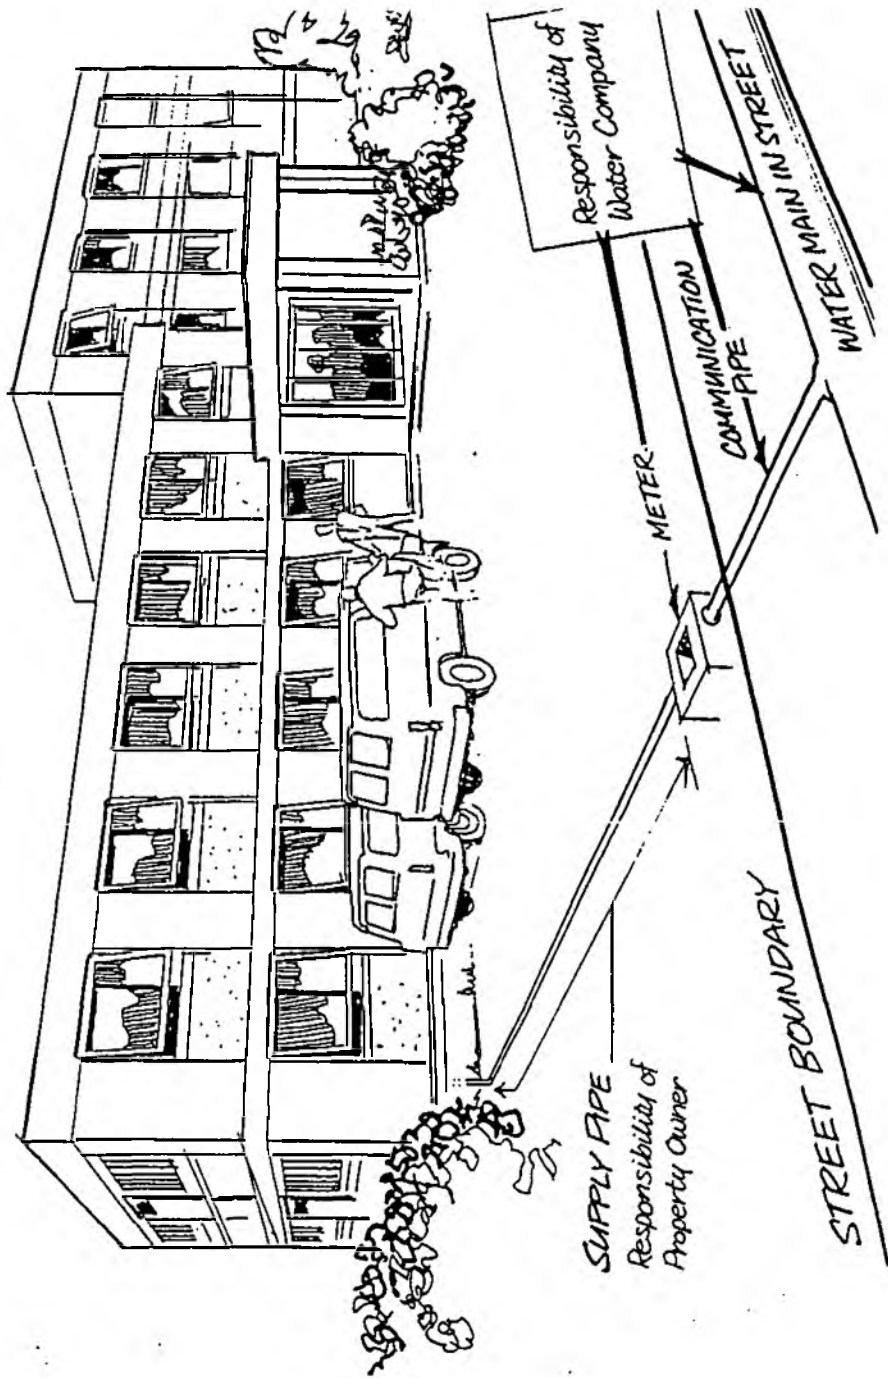 Responsibility of
Water Company
METER
COMMUNICATION
PIPE
WATER MAIN IN STREET
SUPPLY PIPE
Responsibility of
Property Owner
STREET BOUNDARY